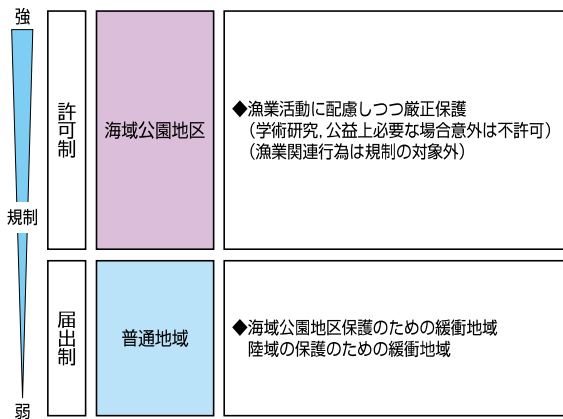 強
規制
弱
許可制
海域公園地区
◆漁業活動に配慮しつつ厳正保護
（学術研究，公益上必要な場合意外は不許可）
（漁業関連行為は規制の対象外）
届出制
普通地域
◆海域公園地区保護のための緩衝地域
陸域の保護のための緩衝地域